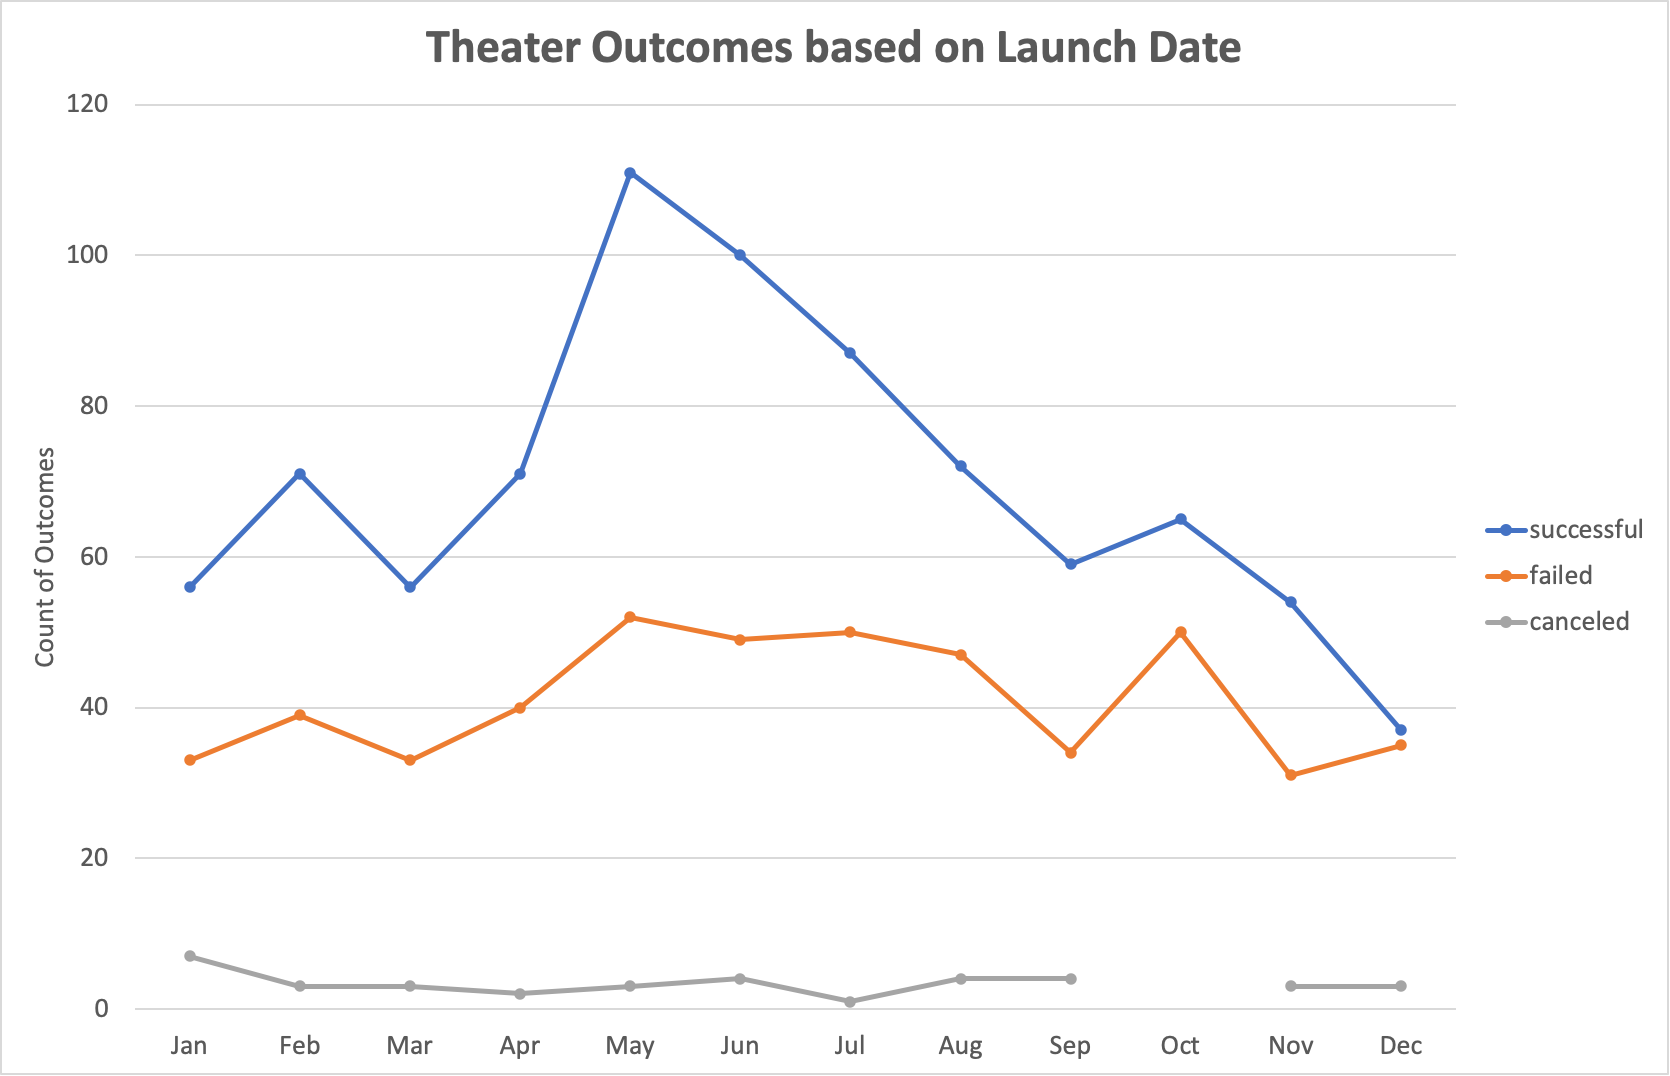 Theater Outcomes based on Launch Date
120
100
80
60
40
20
0
Count of Outcomes
Jan Feb Mar Apr May Jun Jul Aug Sep Oct Nov Dec
successful
failed
canceled